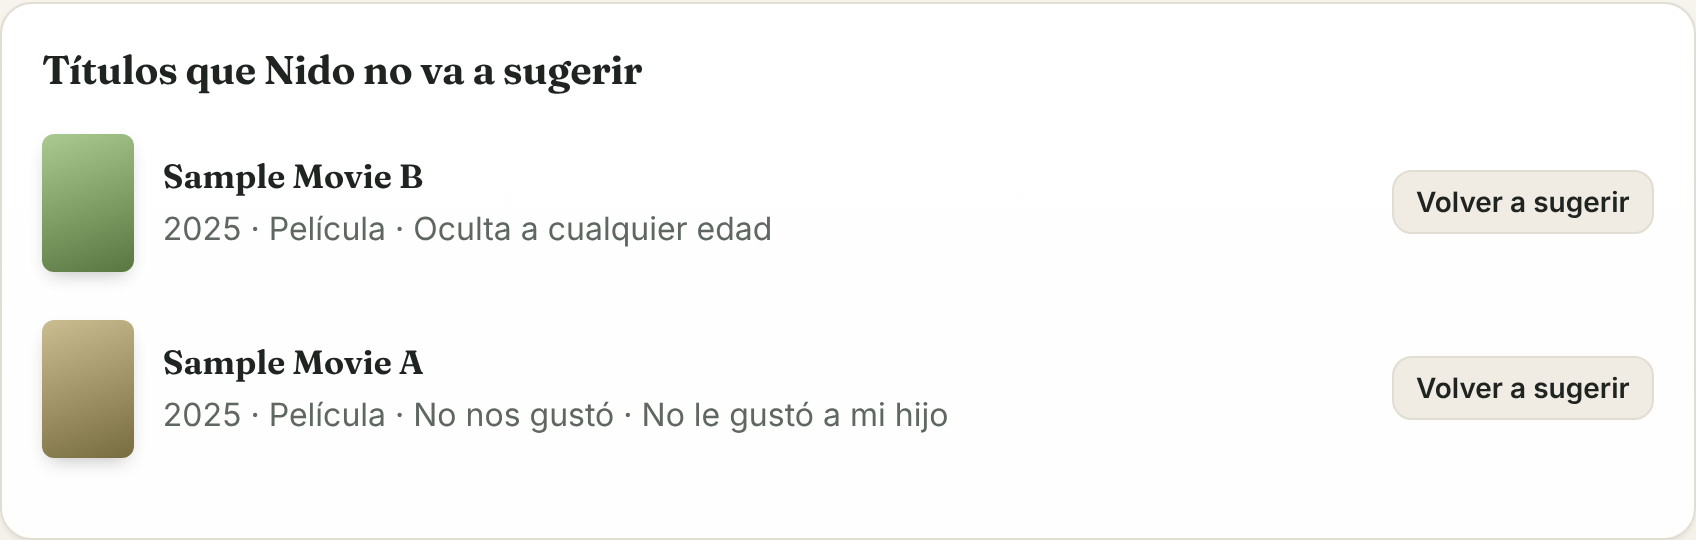 Títulos que Nido no va a sugerir
Sample Movie B
2025 · Película · Oculta a cualquier edad
Volver a sugerir
Sample Movie A
2025 · Película · No nos gustó · No le gustó a mi hijo
Volver a sugerir